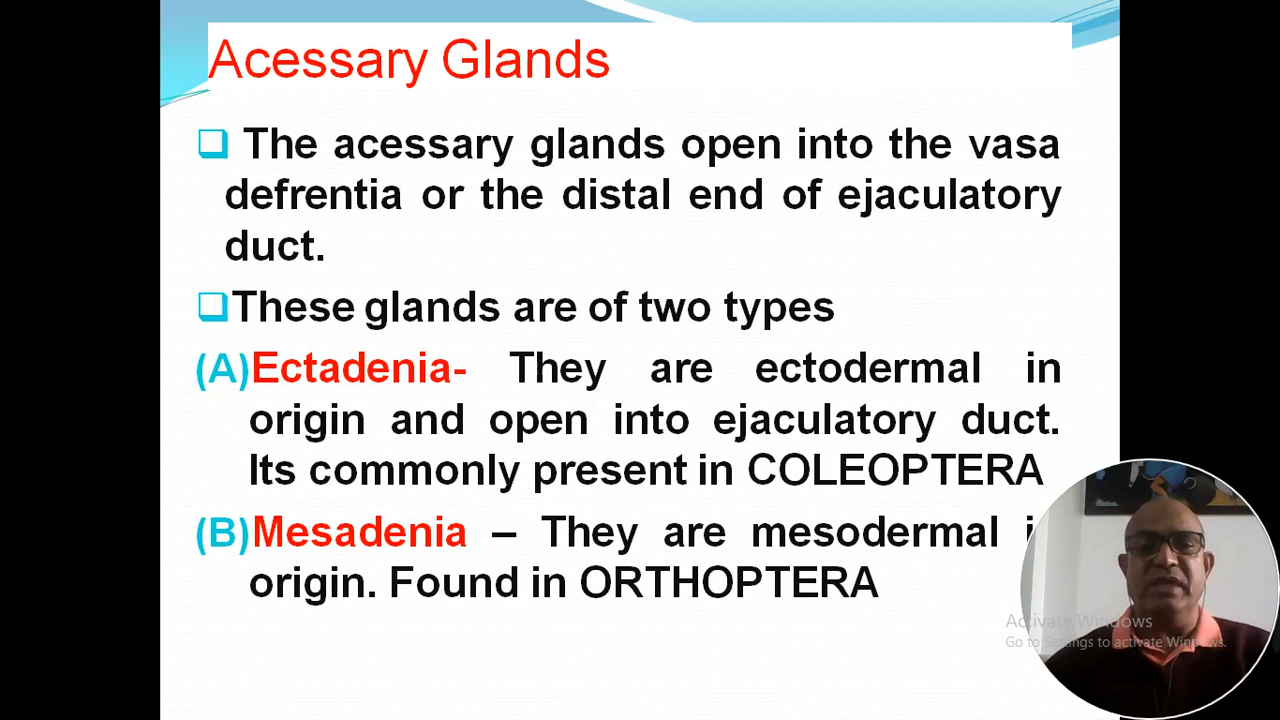 Acessary Glands
The acessary glands open into the vasa
defrentia or the distal end of ejaculatory
duct.
These glands are of two types
(A)Ectadenia- They are ectodermal in
origin and open into ejaculatory duct.
Its commonly present in COLEOPTERA
(B)Mesadenia – They are mesodermal
origin. Found in ORTHOPTERA
Activate Windows
Go to Settings to activate Windows.